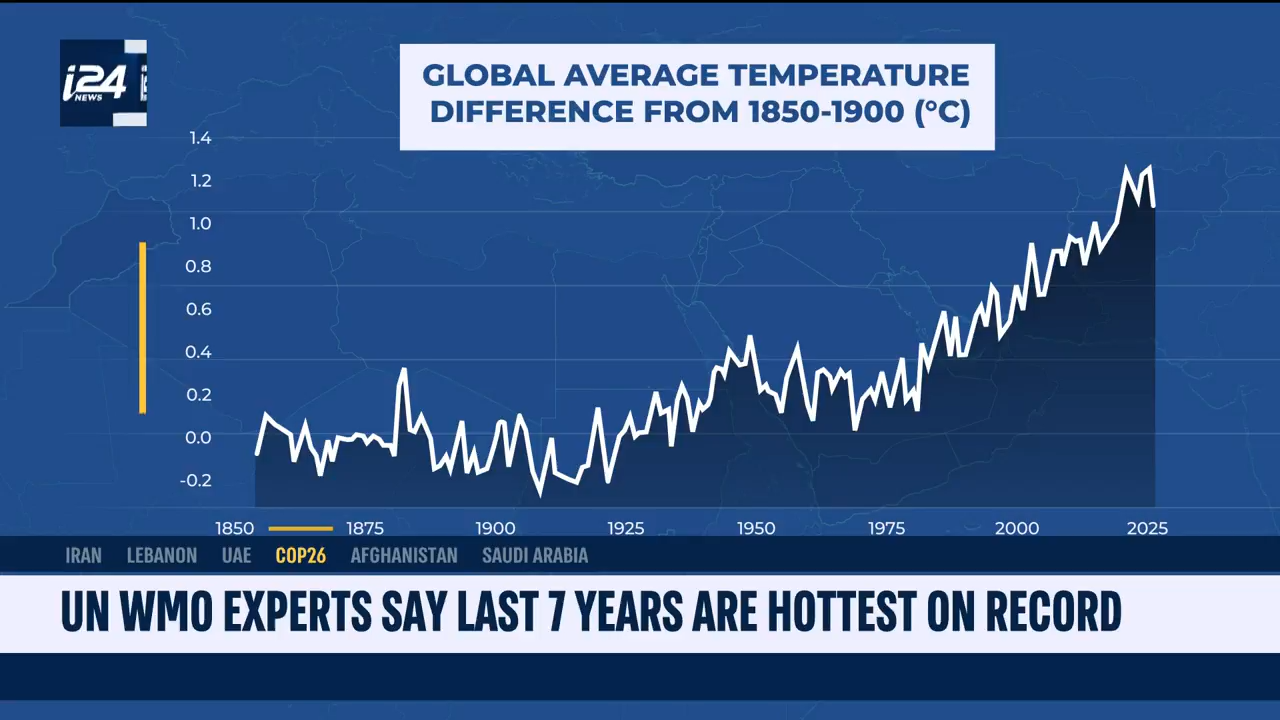 i24
NEWS
GLOBAL AVERAGE TEMPERATURE
DIFFERENCE FROM 1850-1900 (°C)
1.4
1.2
1.0
0.8
0.6
0.4
0.2
0.0
-0.2
1850 1875 1900 1925 1950 1975 2000 2025
IRAN LEBANON UAE COP26 AFGHANISTAN SAUDI ARABIA
UN WMO EXPERTS SAY LAST 7 YEARS ARE HOTTEST ON RECORD